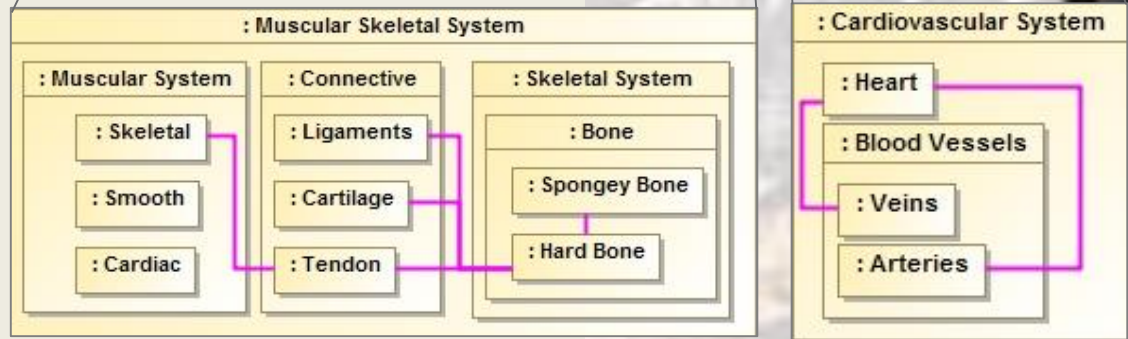 : Muscular Skeletal System
: Muscular System
: Skeletal
: Smooth
: Cardiac
: Connective
: Ligaments
: Cartilage
: Tendon
: Skeletal System
: Bone
: Spongey Bone
: Hard Bone
: Cardiovascular System
: Heart
: Blood Vessels
: Veins
: Arteries